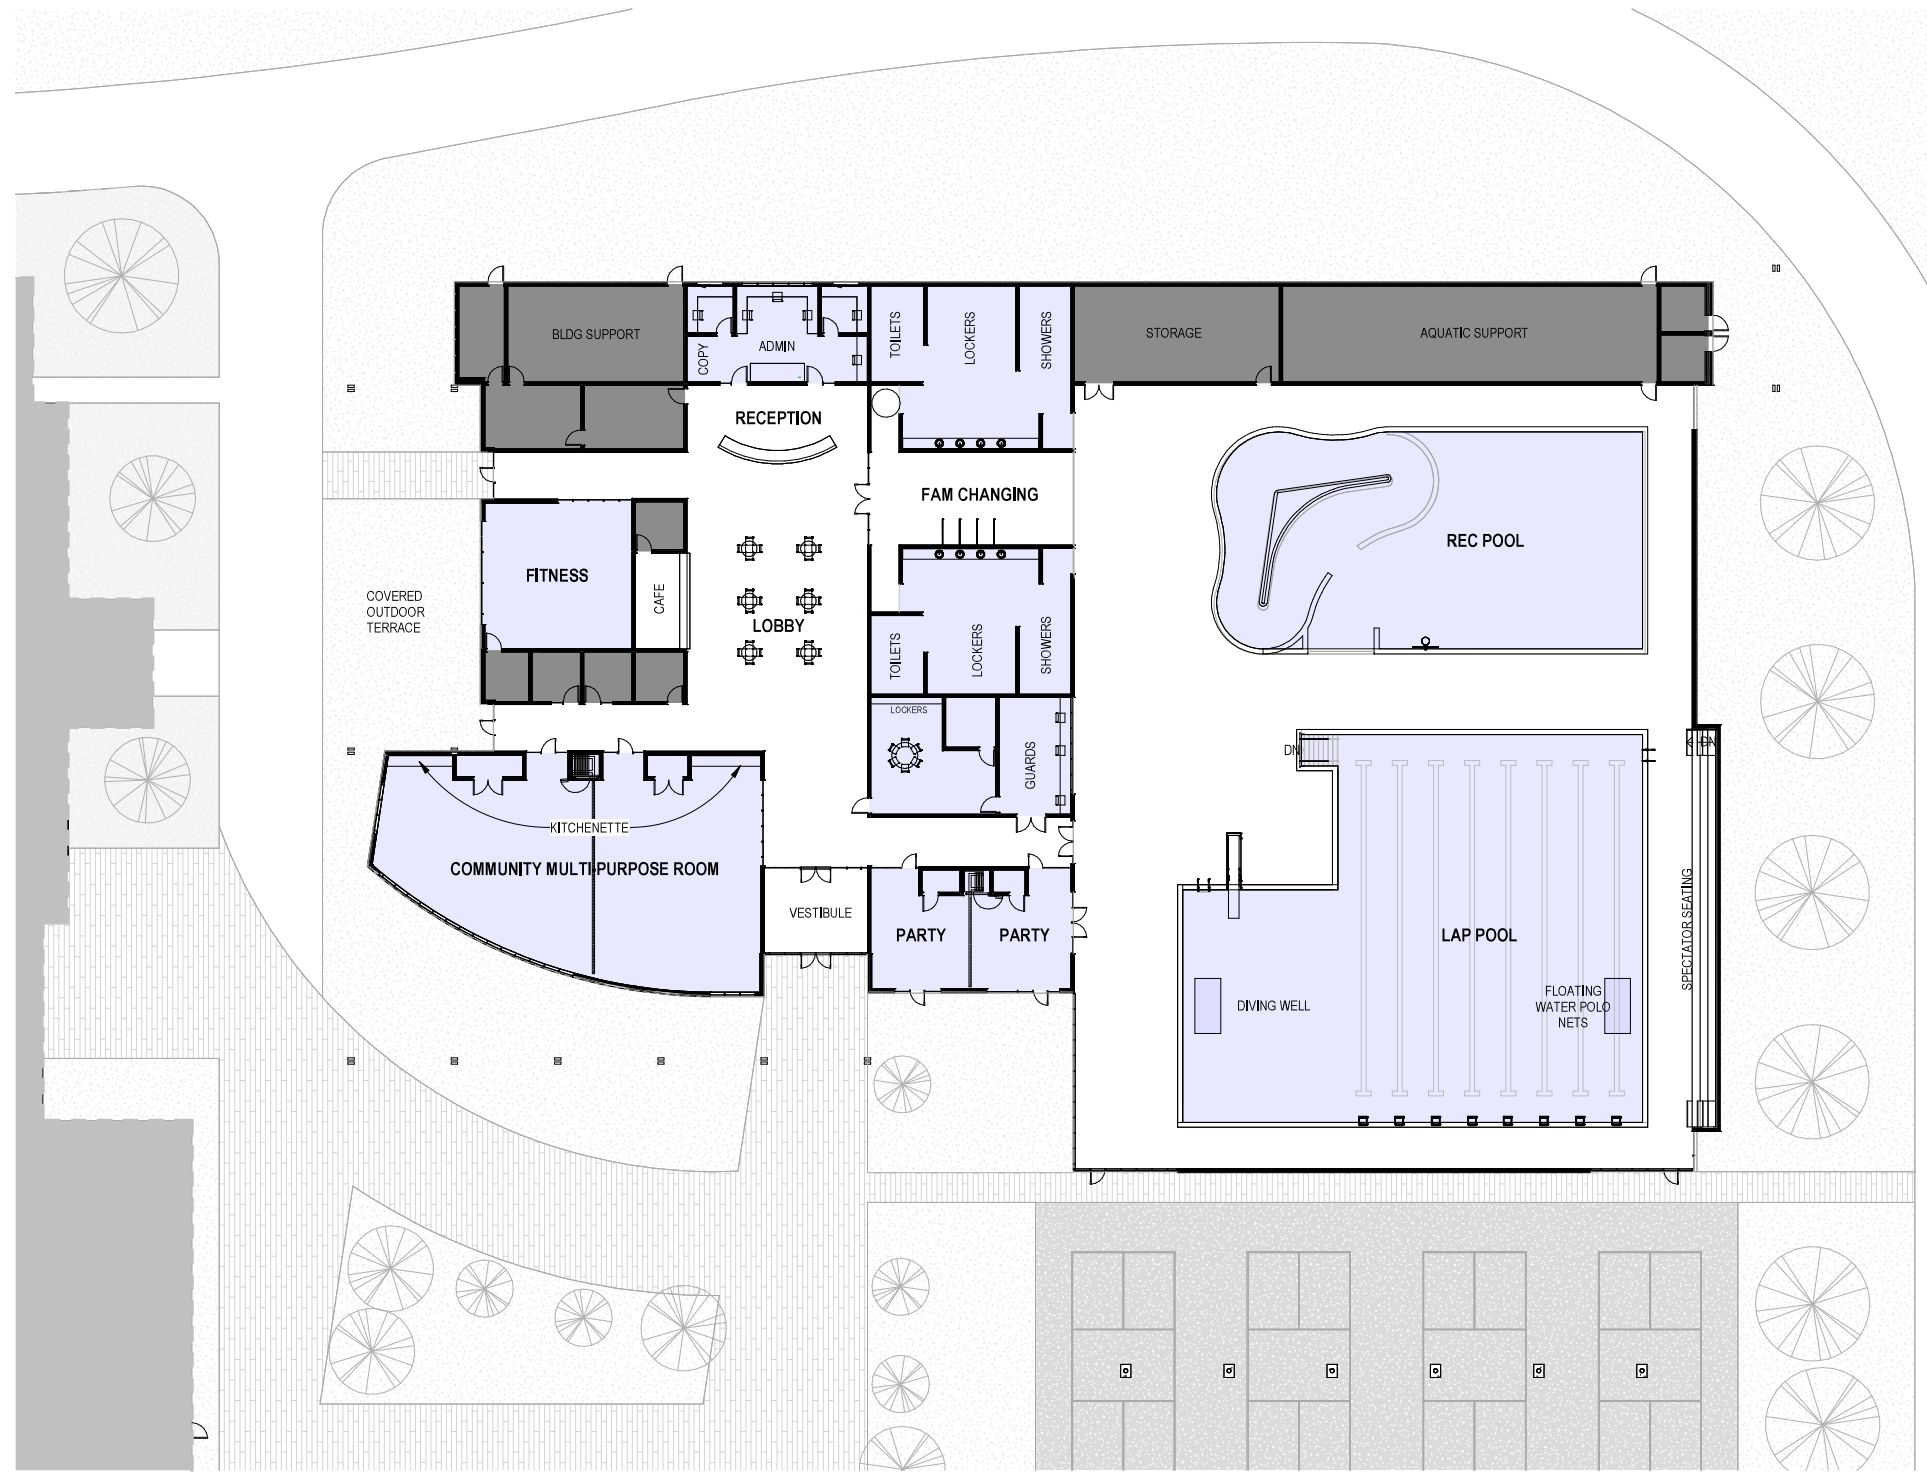 BLDG SUPPORT
COPY
ADMIN
TOILETS
LOCKERS
SHOWERS
STORAGE
AQUATIC SUPPORT
RECEPTION
FAM CHANGING
REC POOL
FITNESS
CAFE
COVERED
OUTDOOR
TERRACE
LOBBY
TOILETS
LOCKERS
SHOWERS
LOCKERS
GUARDS
DN
DN
KITCHENETTE
COMMUNITY MULTI-PURPOSE ROOM
VESTIBULE
PARTY
PARTY
LAP POOL
SPECTATOR SEATING
DIVING WELL
FLOATING
WATER POLO
NETS